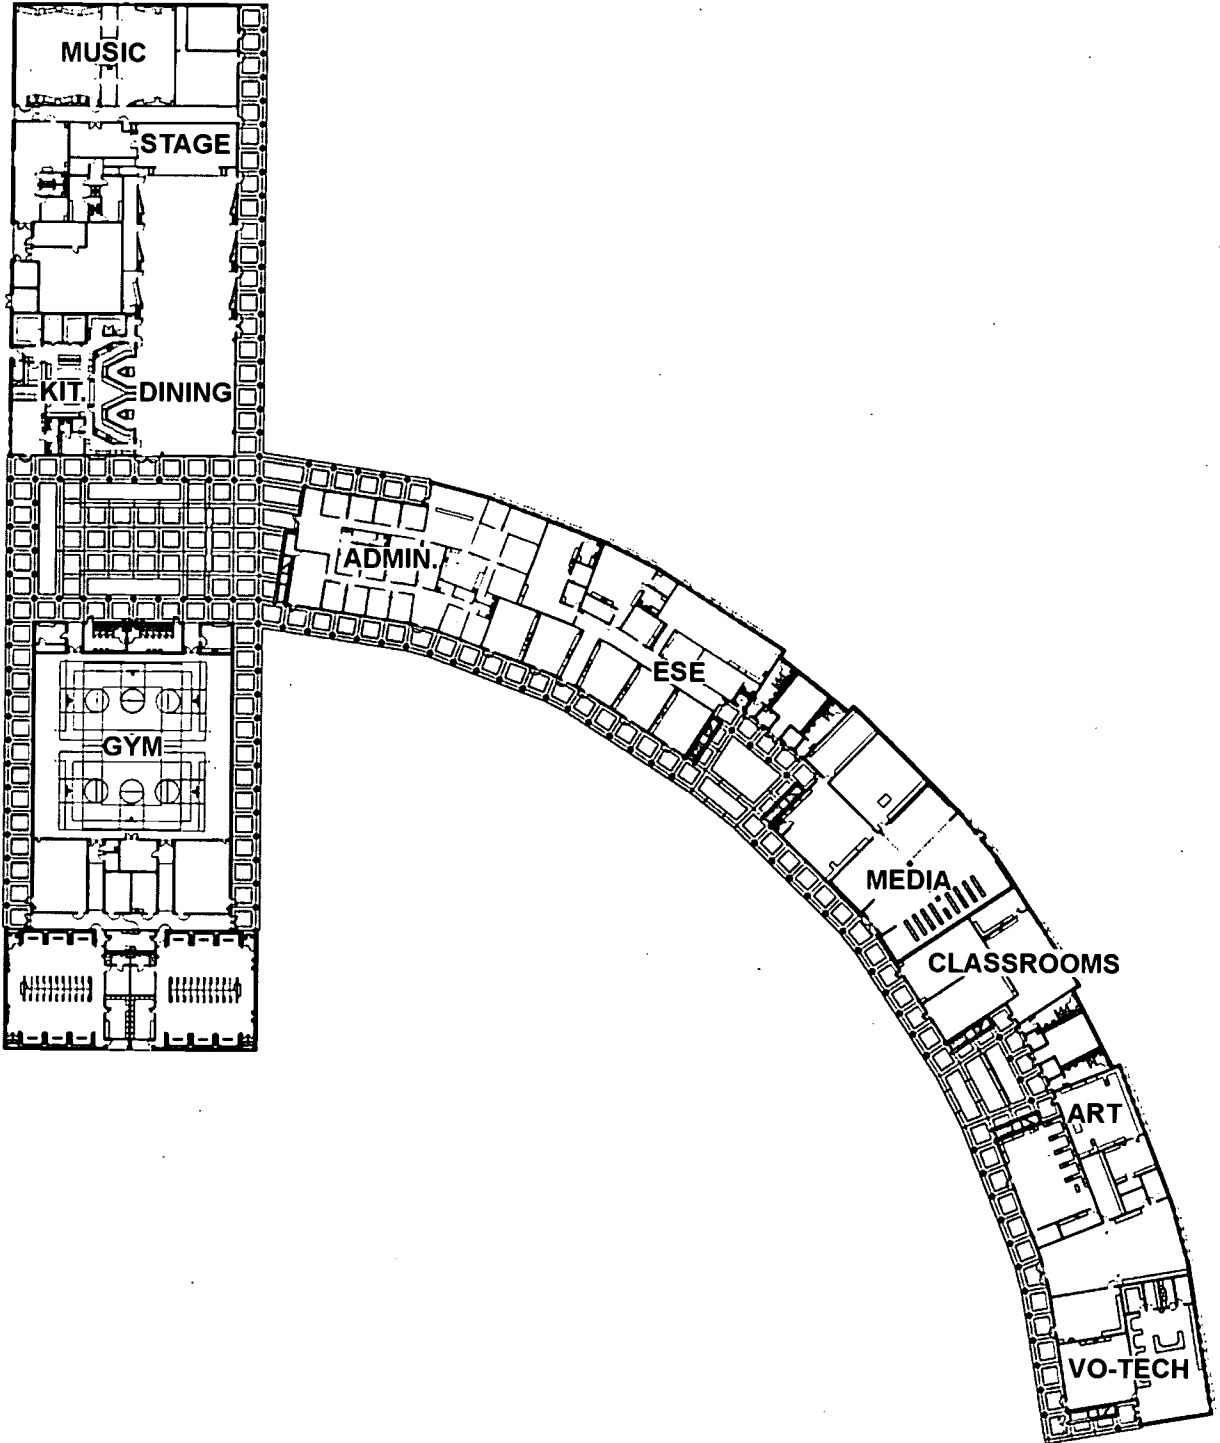 MUSIC
STAGE
KIT.
DINING
ADMIN.
ESE
GYM
MEDIA
CLASSROOMS
ART
VO-TECH